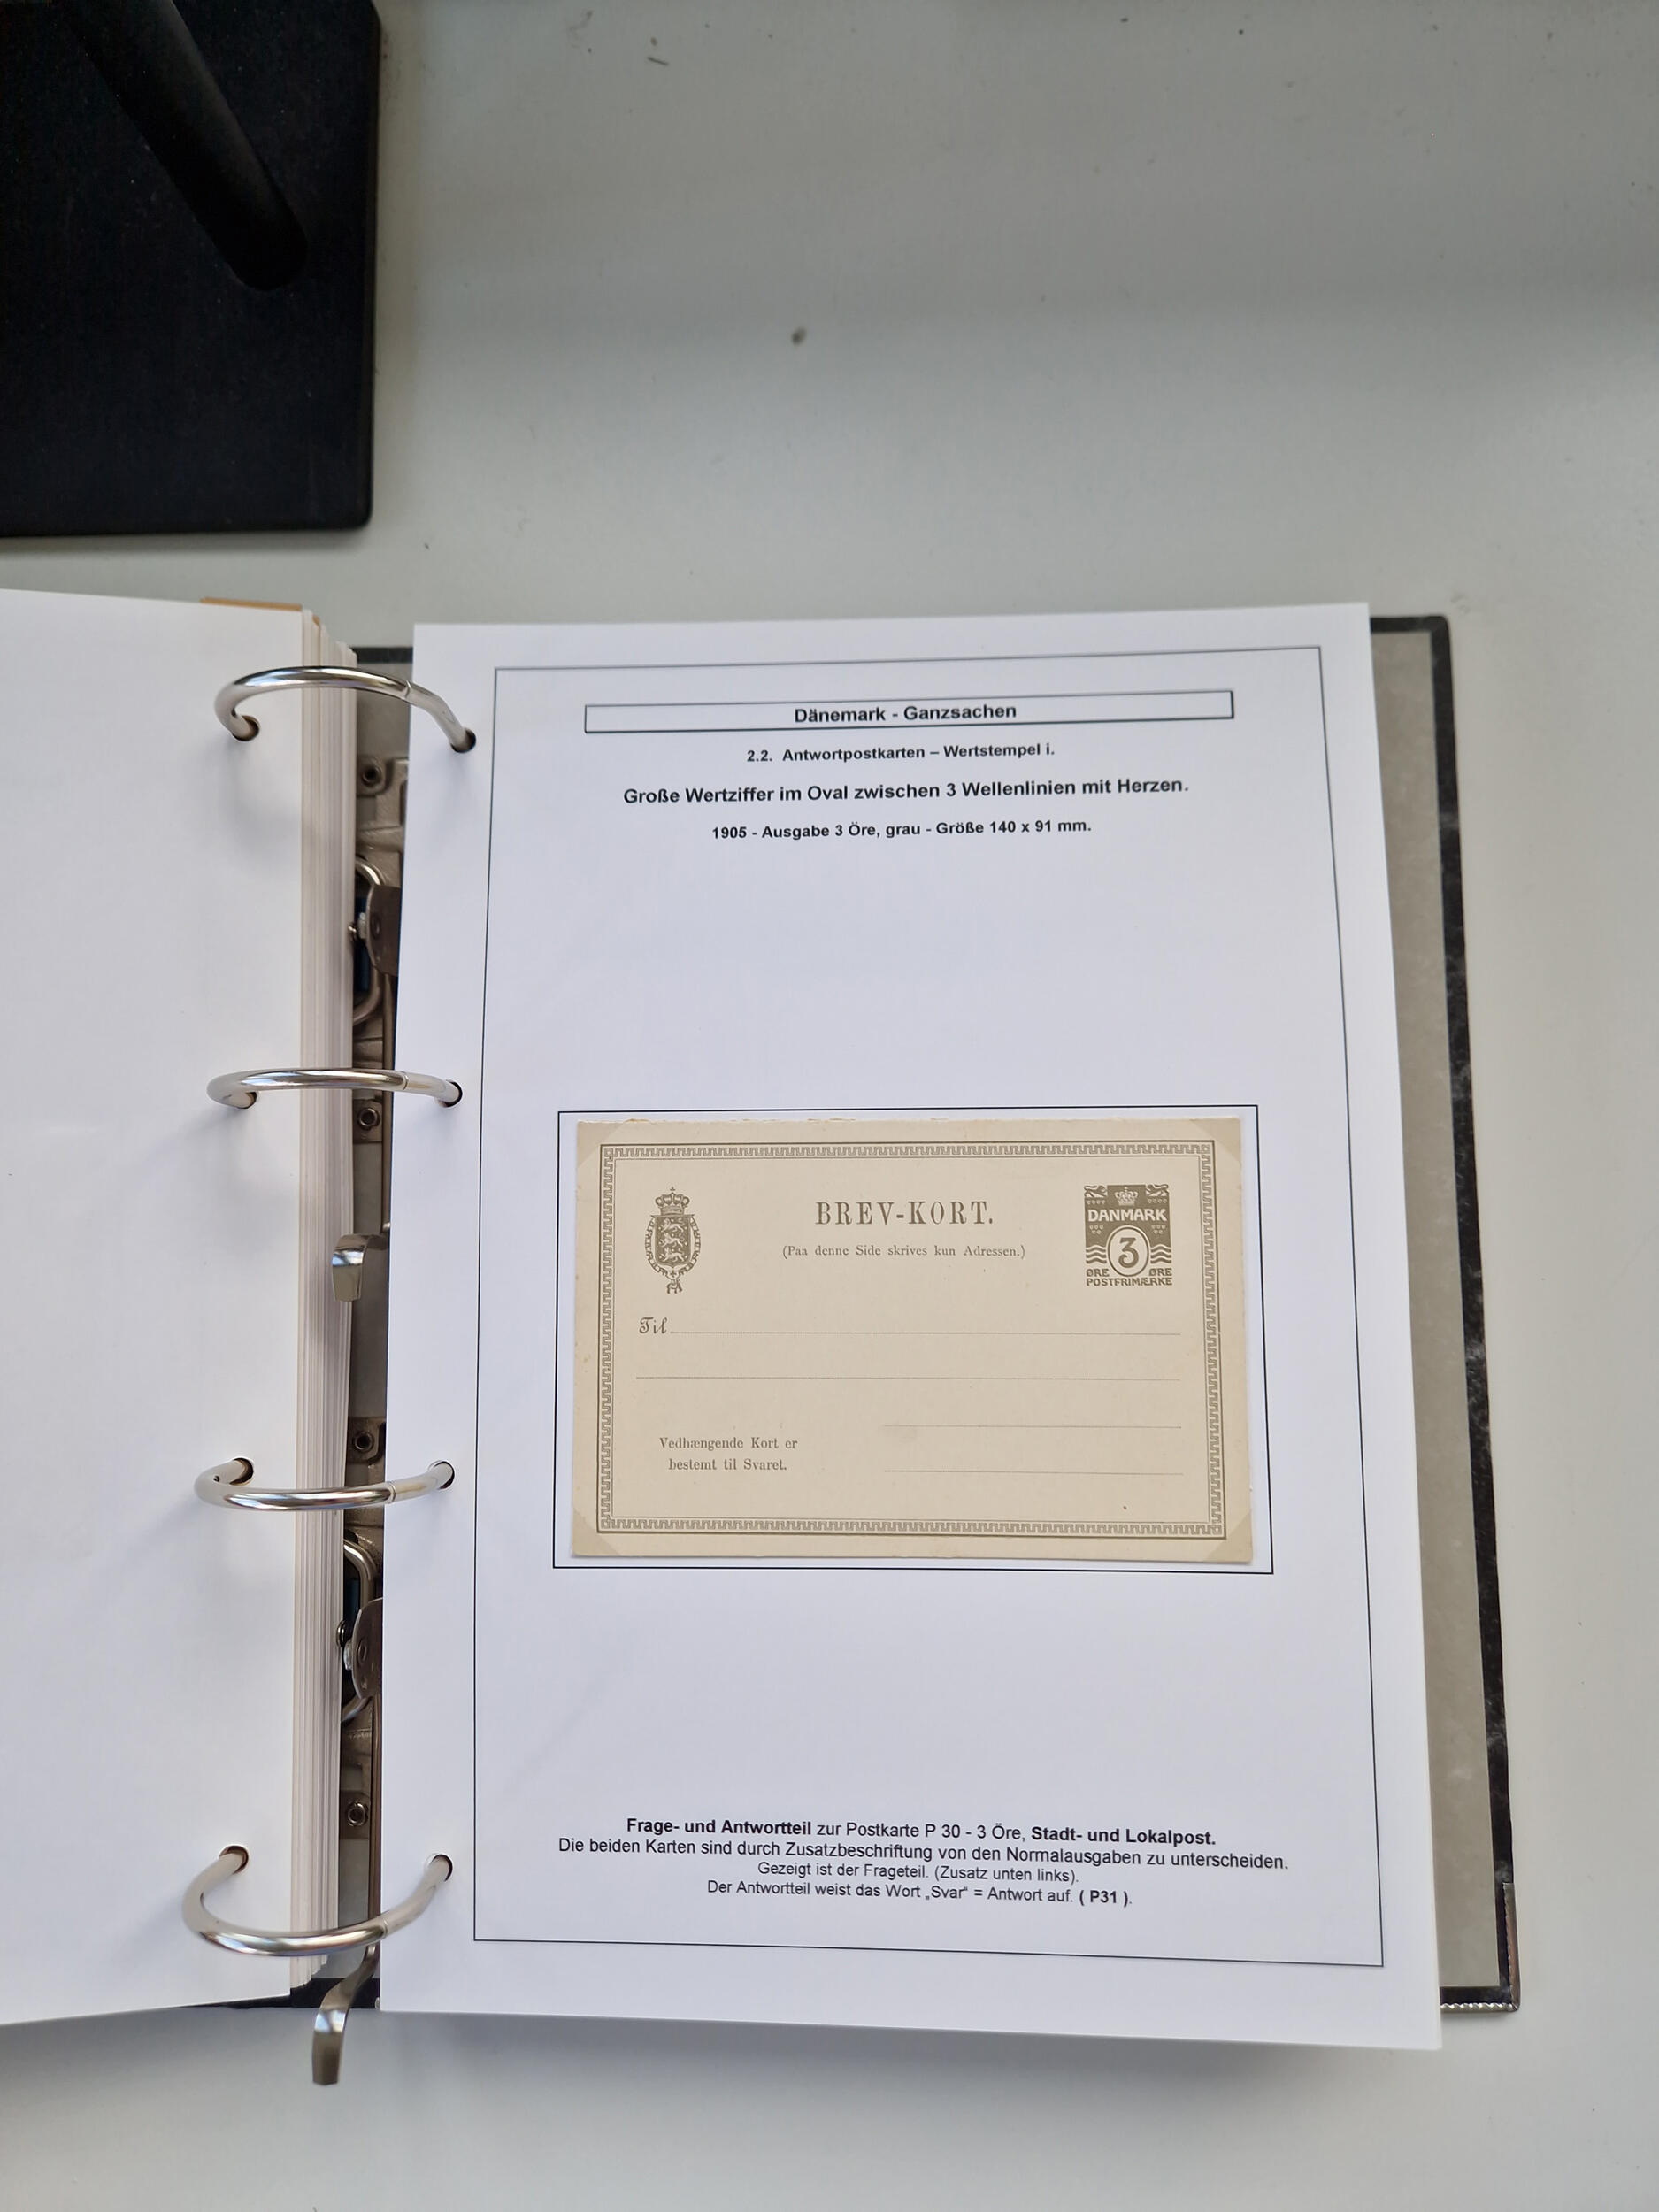 Dänemark - Ganzsachen
2.2. Antwortpostkarten – Wertstempel i.
Große Wertziffer im Oval zwischen 3 Wellenlinien mit Herzen.
1905 - Ausgabe 3 Öre, grau - Größe 140 x 91 mm.
BREV-KORT.
(Paa denne Side skrives kun Adressen.)
DANMARK
3
ØRE ØRE
POSTFRIMÆRKE
Til
Vedhængende Kort er
bestemt til Svaret.
Frage- und Antwortteil zur Postkarte P 30 - 3 Öre, Stadt- und Lokalpost.
Die beiden Karten sind durch Zusatzbeschriftung von den Normalausgaben zu unterscheiden.
Gezeigt ist der Frageteil. (Zusatz unten links).
Der Antwortteil weist das Wort „Svar“ = Antwort auf. ( P31 ).